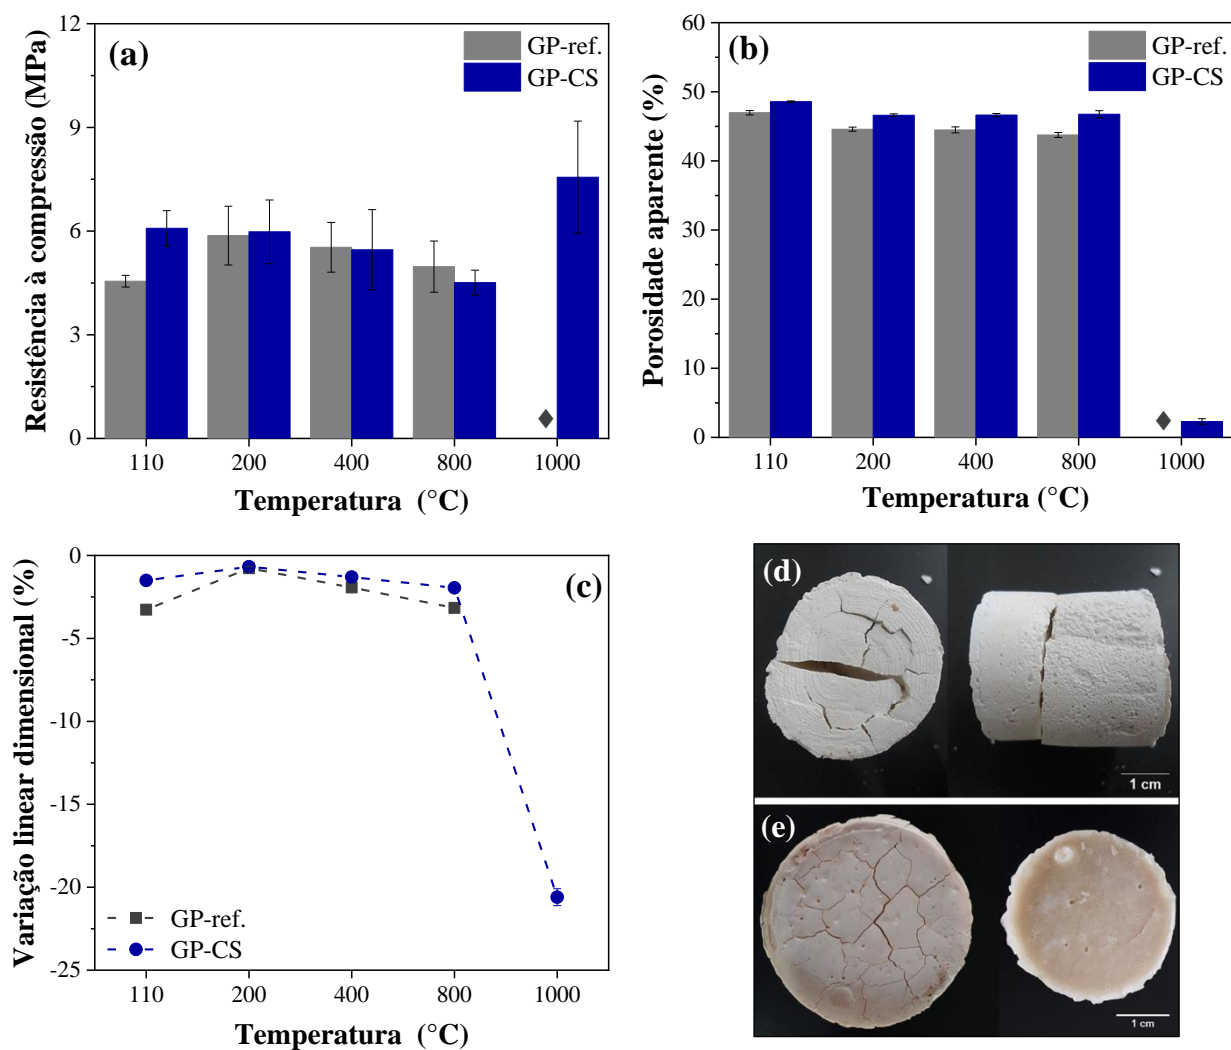 (a)
GP-ref.
GP-CS
12
9
6
3
0
Resistência à compressão (MPa)
110 200 400 800 1000
Temperatura (°C)
(b)
GP-ref.
GP-CS
60
50
40
30
20
10
0
Porosidade aparente (%)
110 200 400 800 1000
Temperatura (°C)
(c)
0
-5
-10
-15
-20
-25
Variação linear dimensional (%)
GP-ref.
GP-CS
110 200 400 800 1000
Temperatura (°C)
(d)
1 cm
(e)
1 cm